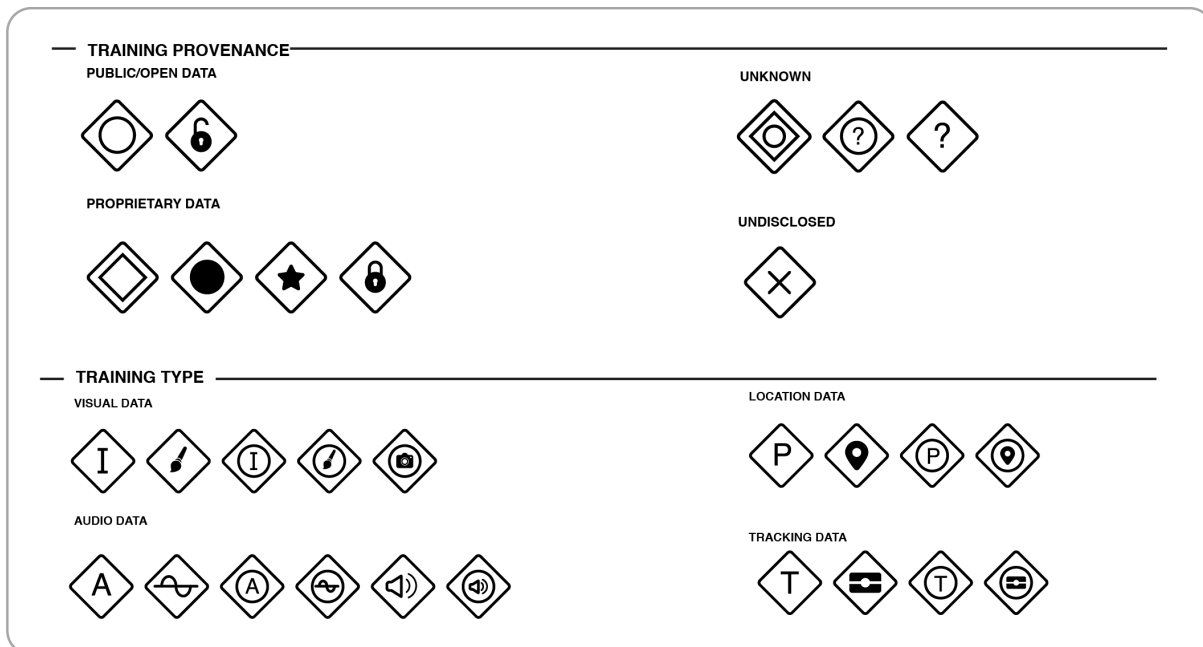 TRAINING PROVENANCE
PUBLIC/OPEN DATA
UNKNOWN
? ?
PROPRIETARY DATA
UNDISCLOSED
TRAINING TYPE
VISUAL DATA
I I
LOCATION DATA
P P
AUDIO DATA
A A
TRACKING DATA
T T